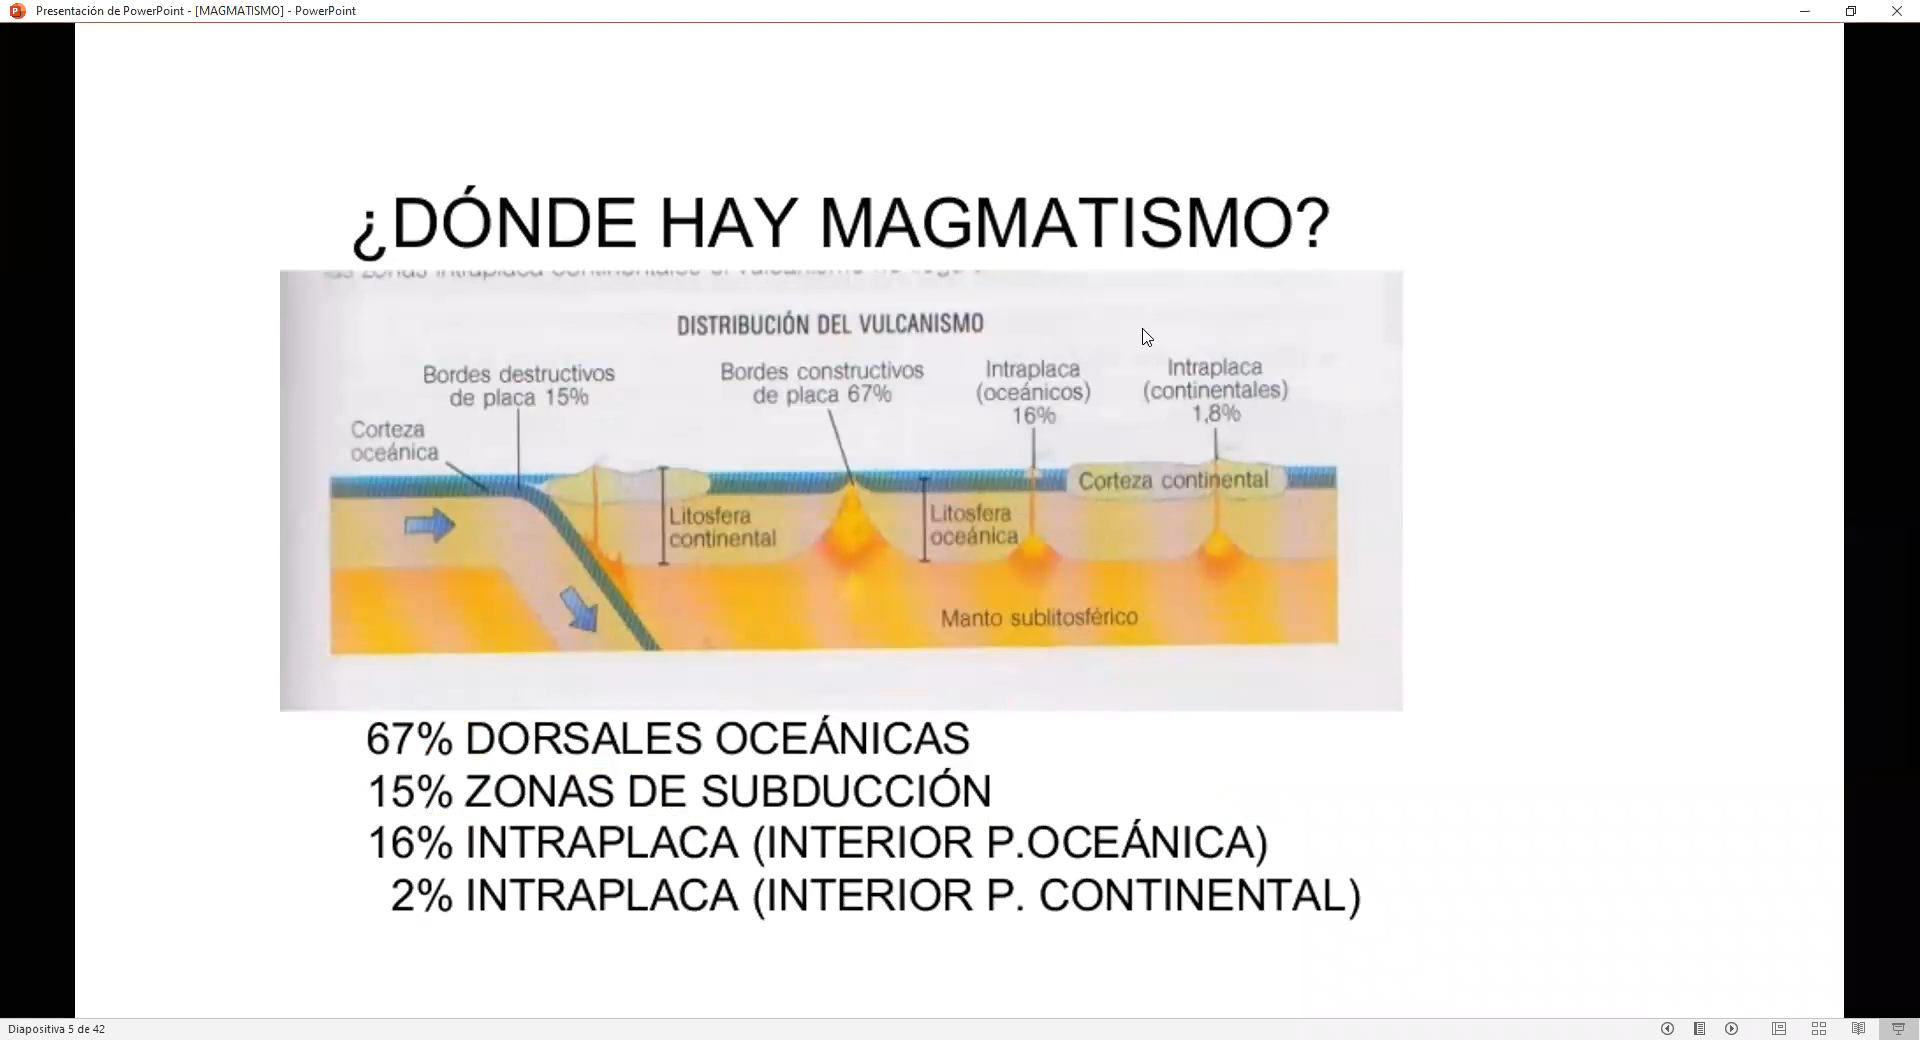 Presentación de PowerPoint - [MAGMATISMO] - PowerPoint
¿DÓNDE HAY MAGMATISMO?
DISTRIBUCIÓN DEL VULCANISMO
Bordes destructivos
de placa 15%
Bordes constructivos
de placa 67%
Intraplaca
(oceánicos)
16%
Intraplaca
(continentales)
1,8%
Corteza
oceánica
Corteza continental
Litosfera
continental
Litosfera
oceánica
Manto sublitosférico
67% DORSALES OCEÁNICAS
15% ZONAS DE SUBDUCCIÓN
16% INTRAPLACA (INTERIOR P.OCEÁNICA)
2% INTRAPLACA (INTERIOR P. CONTINENTAL)
Diapositiva 5 de 42